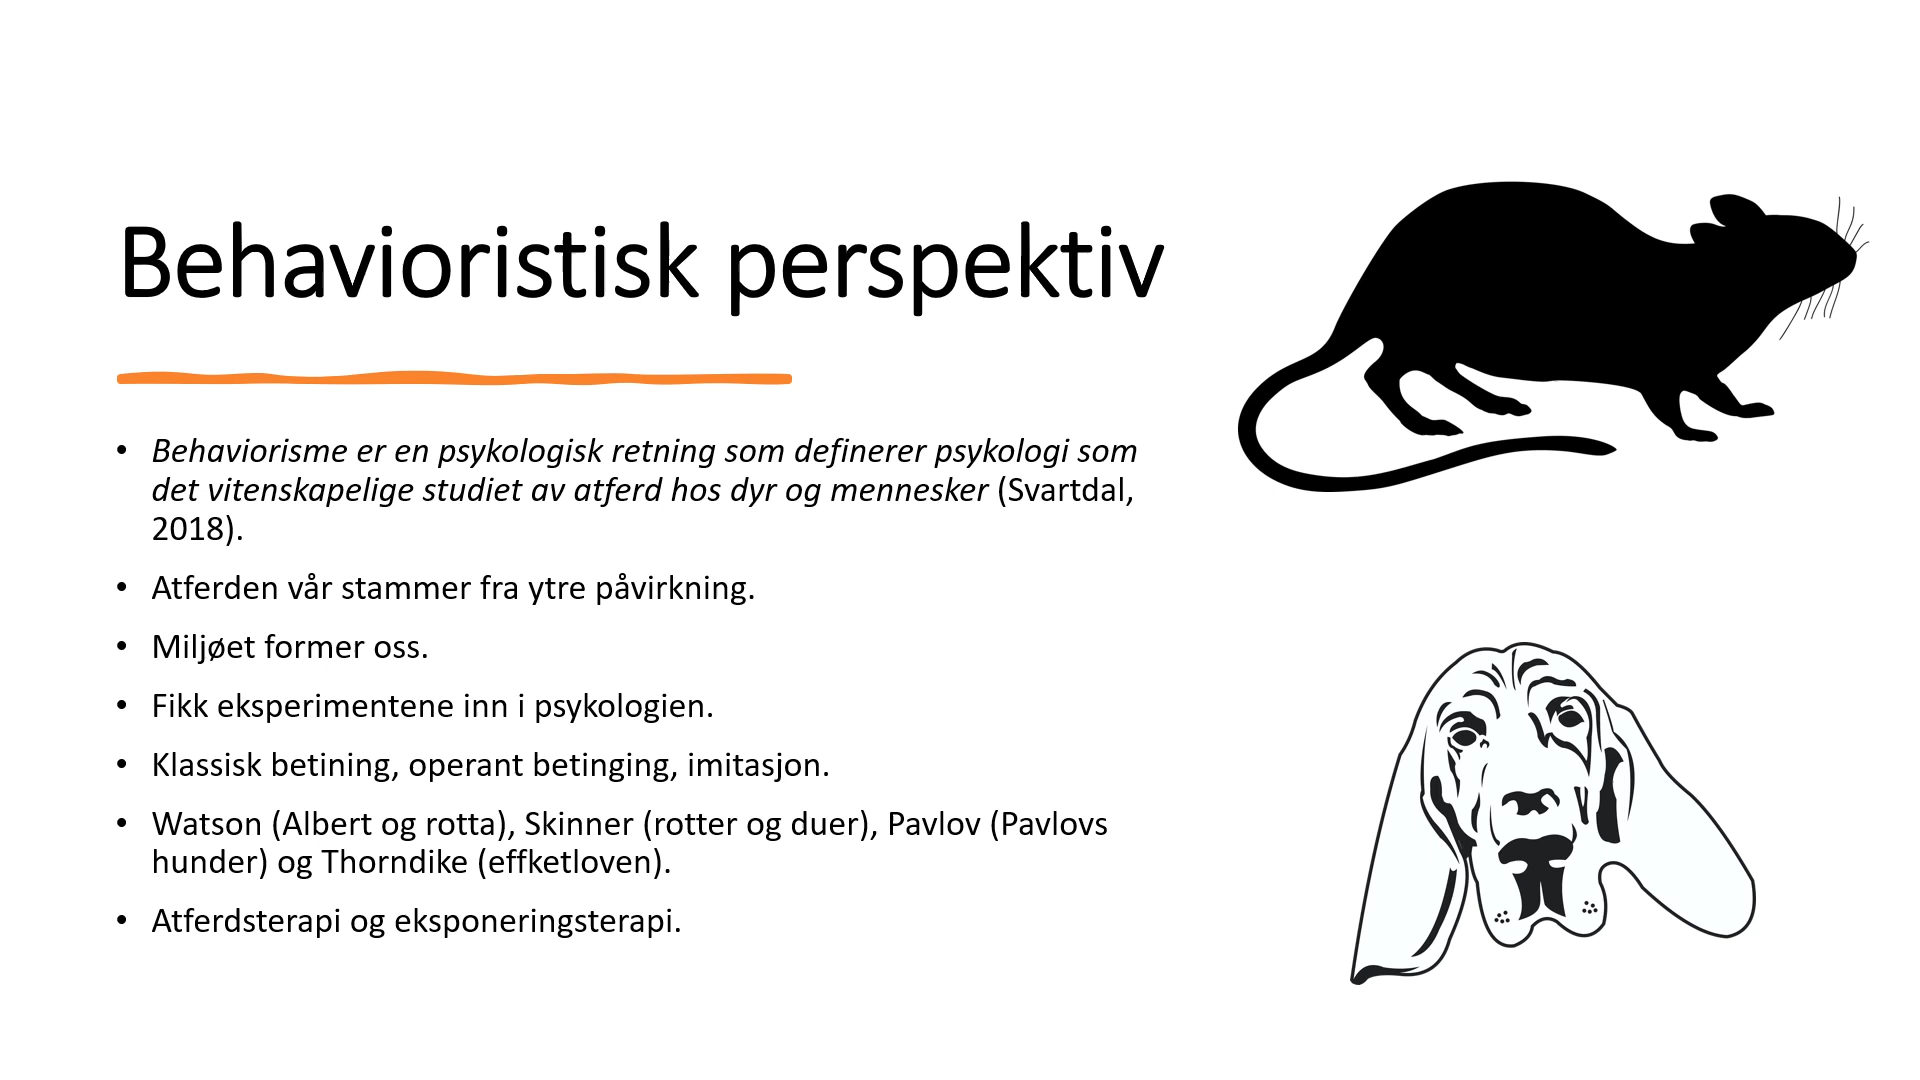 Behavioristisk perspektiv
• Behaviorisme er en psykologisk retning som definerer psykologi som
det vitenskapelige studiet av atferd hos dyr og mennesker (Svartdal,
2018).
• Atferden vår stammer fra ytre påvirkning.
• Miljøet former oss.
• Fikk eksperimentene inn i psykologien.
• Klassisk betining, operant betinging, imitasjon.
• Watson (Albert og rotta), Skinner (rotter og duer), Pavlov (Pavlovs
hunder) og Thorndike (effketloven).
• Atferdsterapi og eksponeringsterapi.